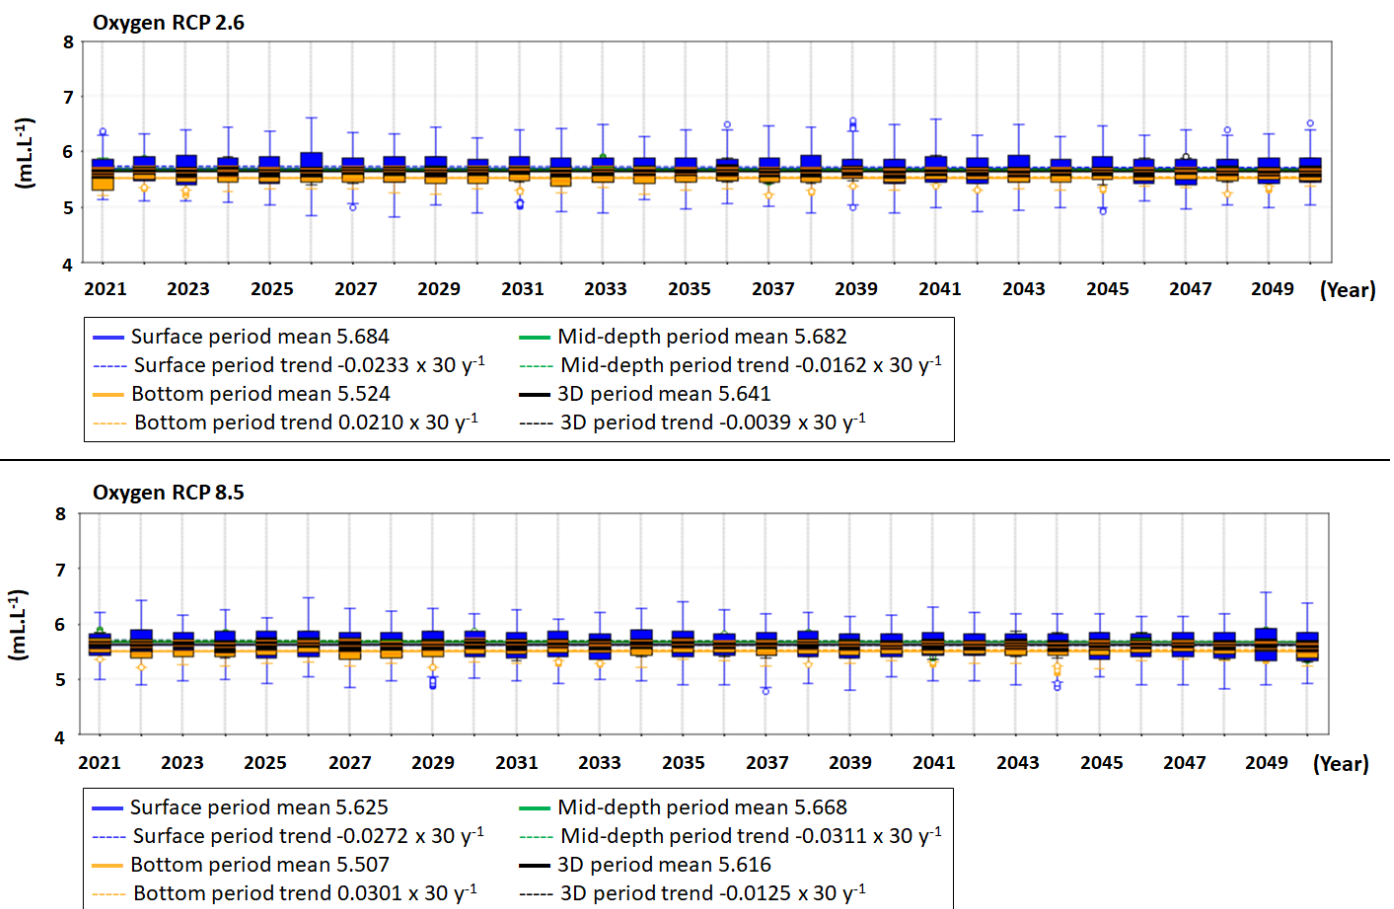 Oxygen RCP 2.6
8
7
6
5
4
(mL.L⁻¹)
2021 2023 2025 2027 2029 2031 2033 2035 2037 2039 2041 2043 2045 2047 2049 (Year)
Surface period mean 5.684 Mid-depth period mean 5.682
Surface period trend -0.0233 x 30 y⁻¹ Mid-depth period trend -0.0162 x 30 y⁻¹
Bottom period mean 5.524 3D period mean 5.641
Bottom period trend 0.0210 x 30 y⁻¹ 3D period trend -0.0039 x 30 y⁻¹
Oxygen RCP 8.5
8
7
6
5
4
(mL.L⁻¹)
2021 2023 2025 2027 2029 2031 2033 2035 2037 2039 2041 2043 2045 2047 2049 (Year)
Surface period mean 5.625 Mid-depth period mean 5.668
Surface period trend -0.0272 x 30 y⁻¹ Mid-depth period trend -0.0311 x 30 y⁻¹
Bottom period mean 5.507 3D period mean 5.616
Bottom period trend 0.0301 x 30 y⁻¹ 3D period trend -0.0125 x 30 y⁻¹